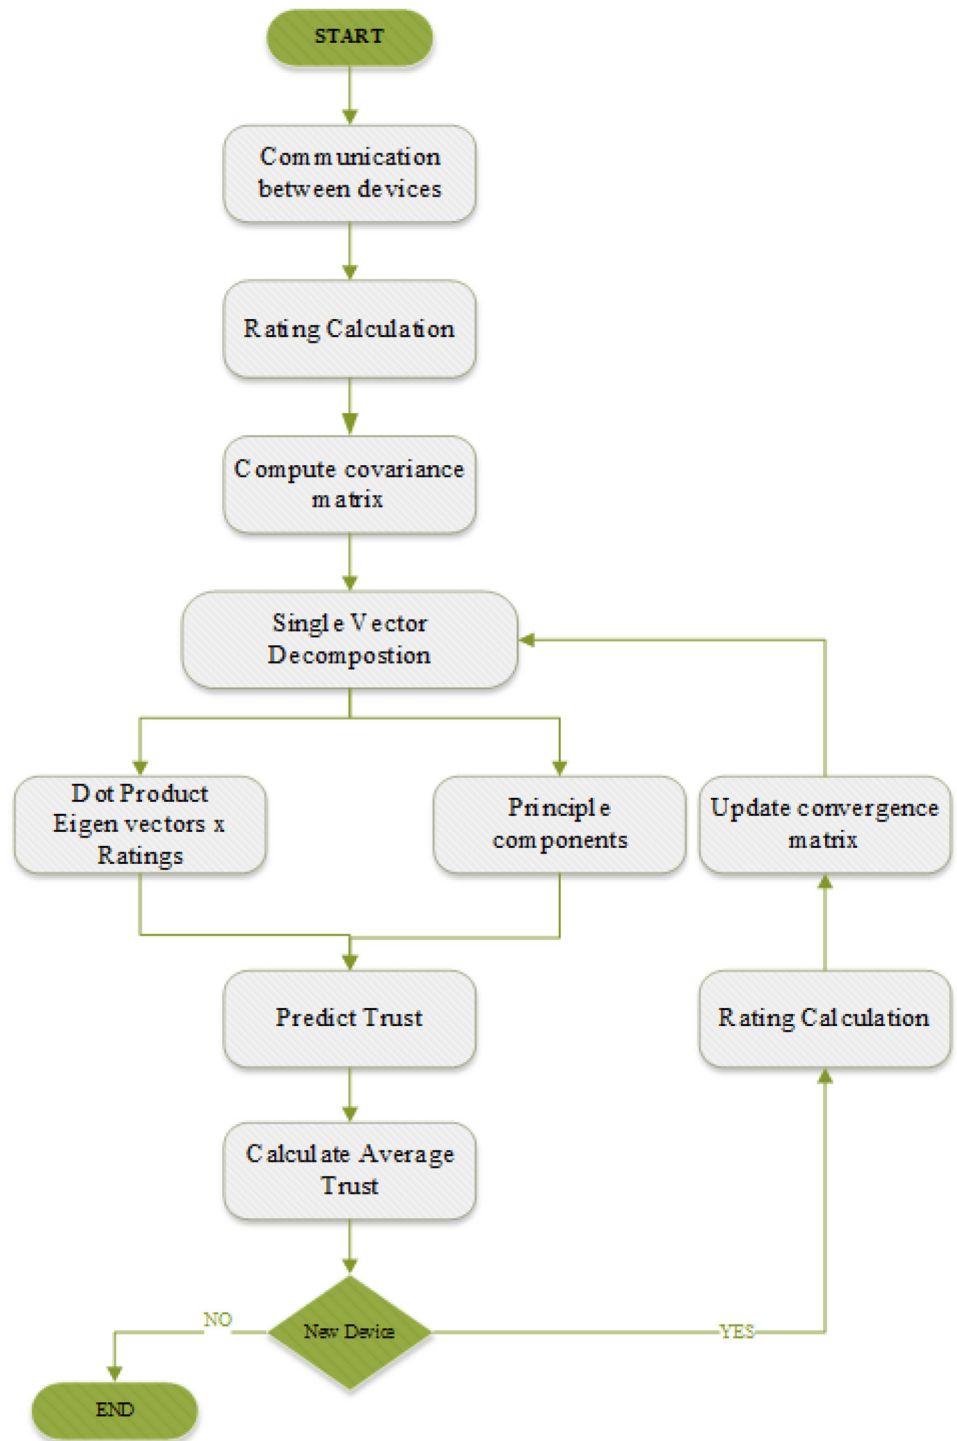 START
Communication
between devices
Rating Calculation
Compute covariance
matrix
Single Vector
Decompostion
Dot Product
Eigen vectors x
Ratings
Principle
components
Update convergence
matrix
Predict Trust
Rating Calculation
Calculate Average
Trust
NO
New Device
YES
END